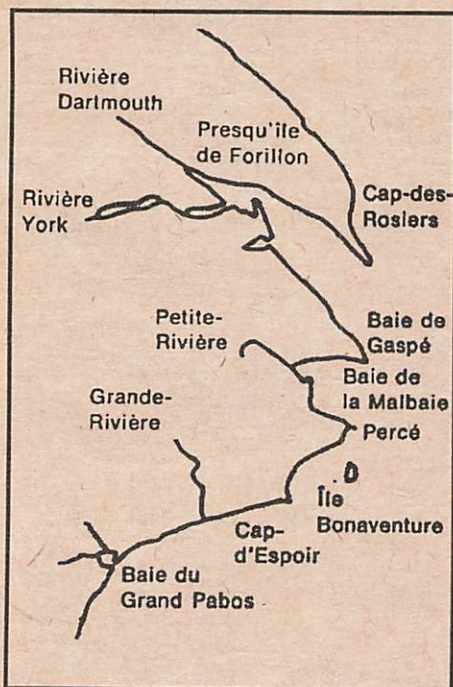 Rivière
Dartmouth
Presqu'île
de Forillon
Rivière
York
Cap-des-
Rosiers
Petite-
Rivière
Baie de
Gaspé
Baie de
la Malbaie
Grande-
Rivière
Percé
Île
Bonaventure
Cap-
d'Espoir
Baie du
Grand Pabos